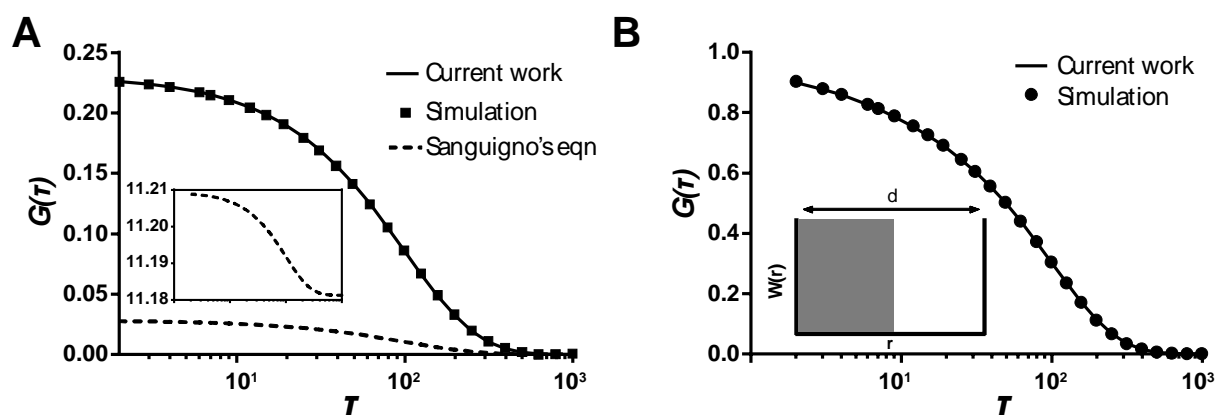 A
0.25
0.20
0.15
0.10
0.05
0.00
G(τ)
Current work
Simulation
Sanguigno's eqn
11.21
11.20
11.19
11.18
10¹
10²
10³
τ
B
1.0
0.8
0.6
0.4
0.2
0.0
G(τ)
Current work
Simulation
d
W(r)
r
10¹
10²
10³
τ